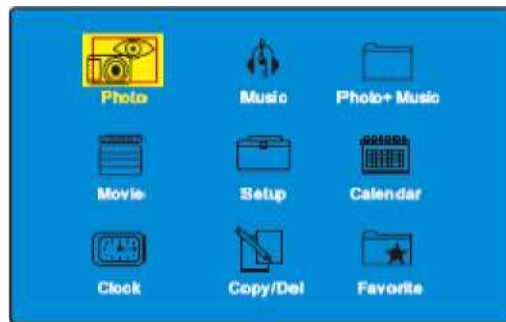 Photo Music Photo+ Music
Movie Setup Calendar
Clock Copy/Del Favorite